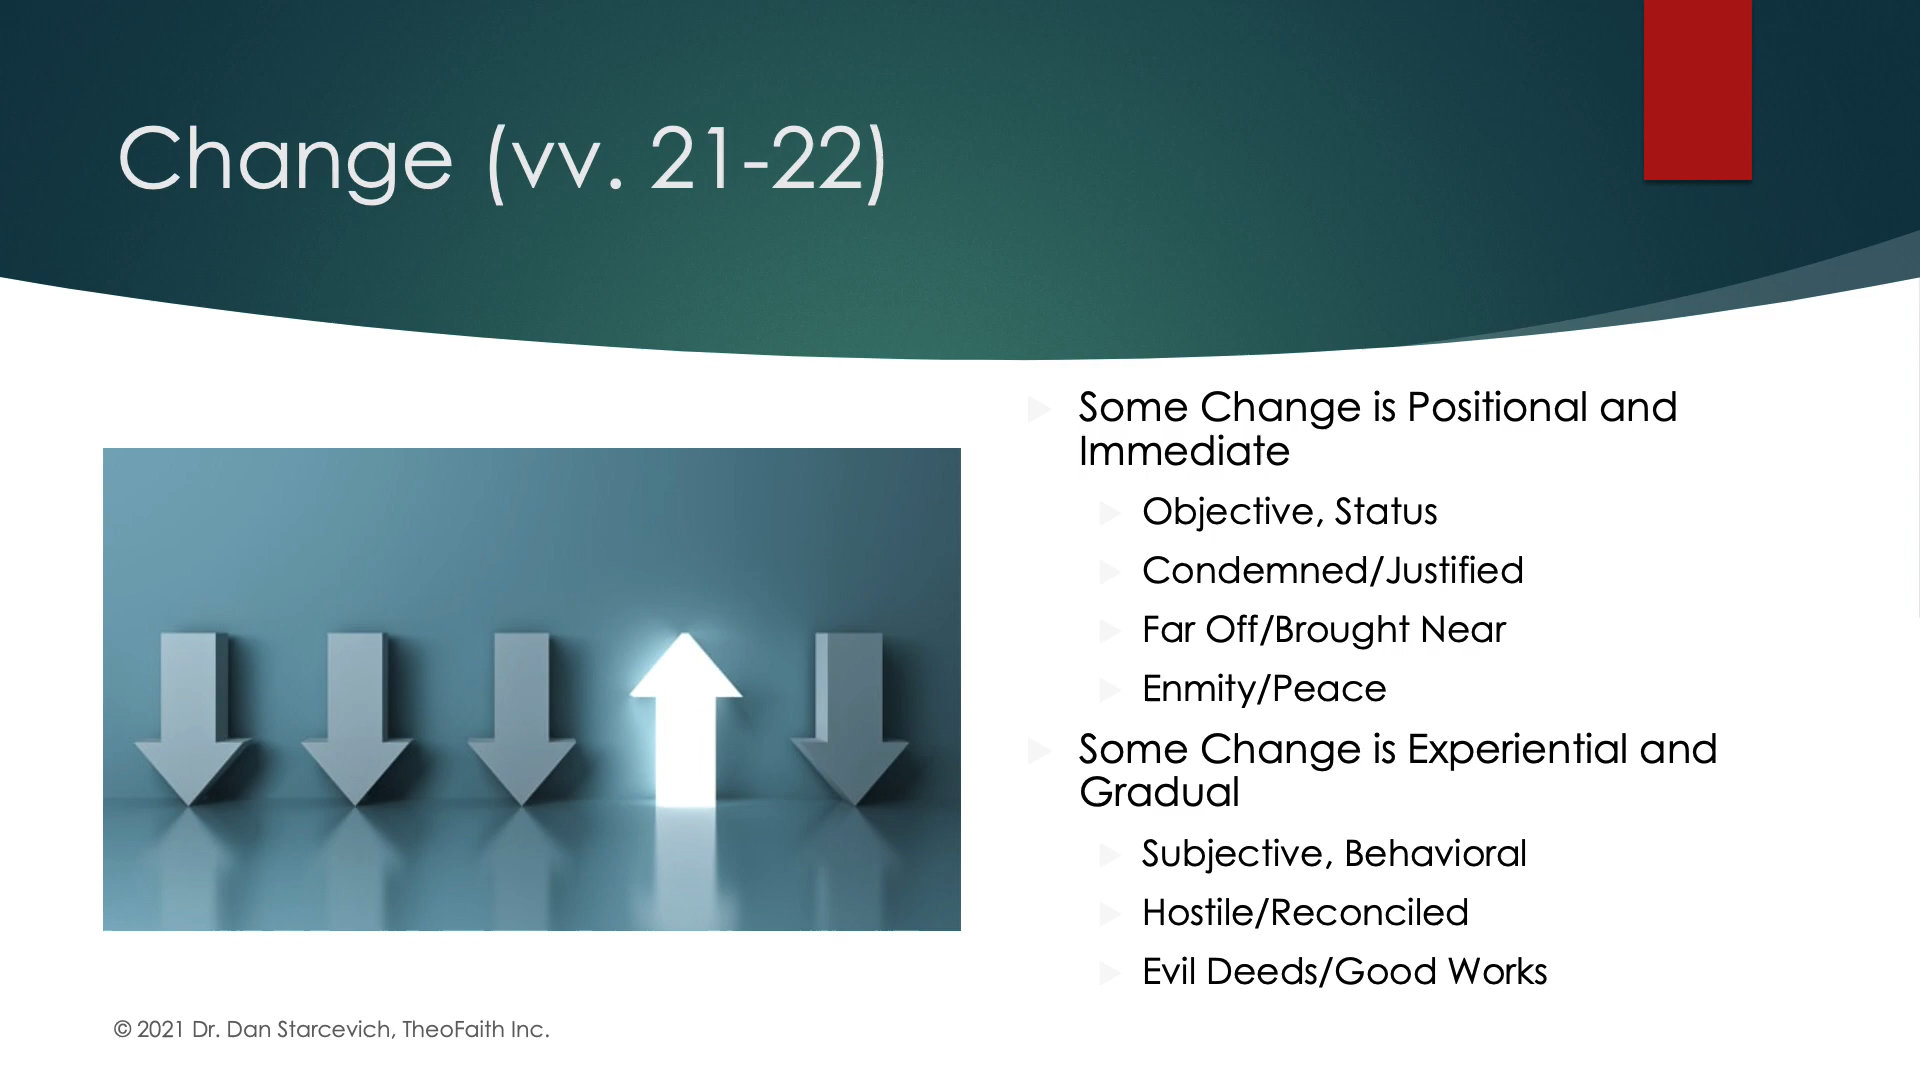 Change (vv. 21-22)
Some Change is Positional and
Immediate
Objective, Status
Condemned/Justified
Far Off/Brought Near
Enmity/Peace
Some Change is Experiential and
Gradual
Subjective, Behavioral
Hostile/Reconciled
Evil Deeds/Good Works
© 2021 Dr. Dan Starcevich, TheoFaith Inc.